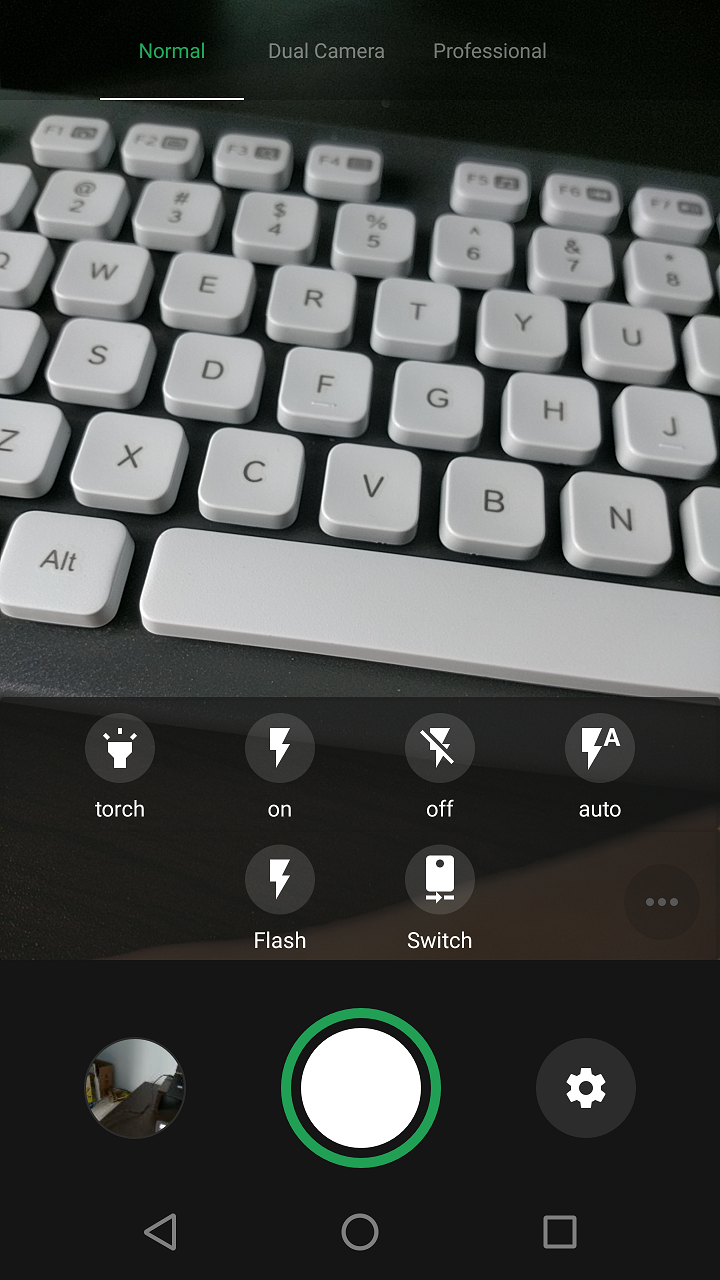 Normal Dual Camera Professional
F1 F2 F3 F4 F5 F6 F7
@ # $ % ^ & *
2 3 4 5 6 7 8
W E R T Y U
S D F G H J
Z X C V B N
Alt
torch on off auto
A
Flash Switch